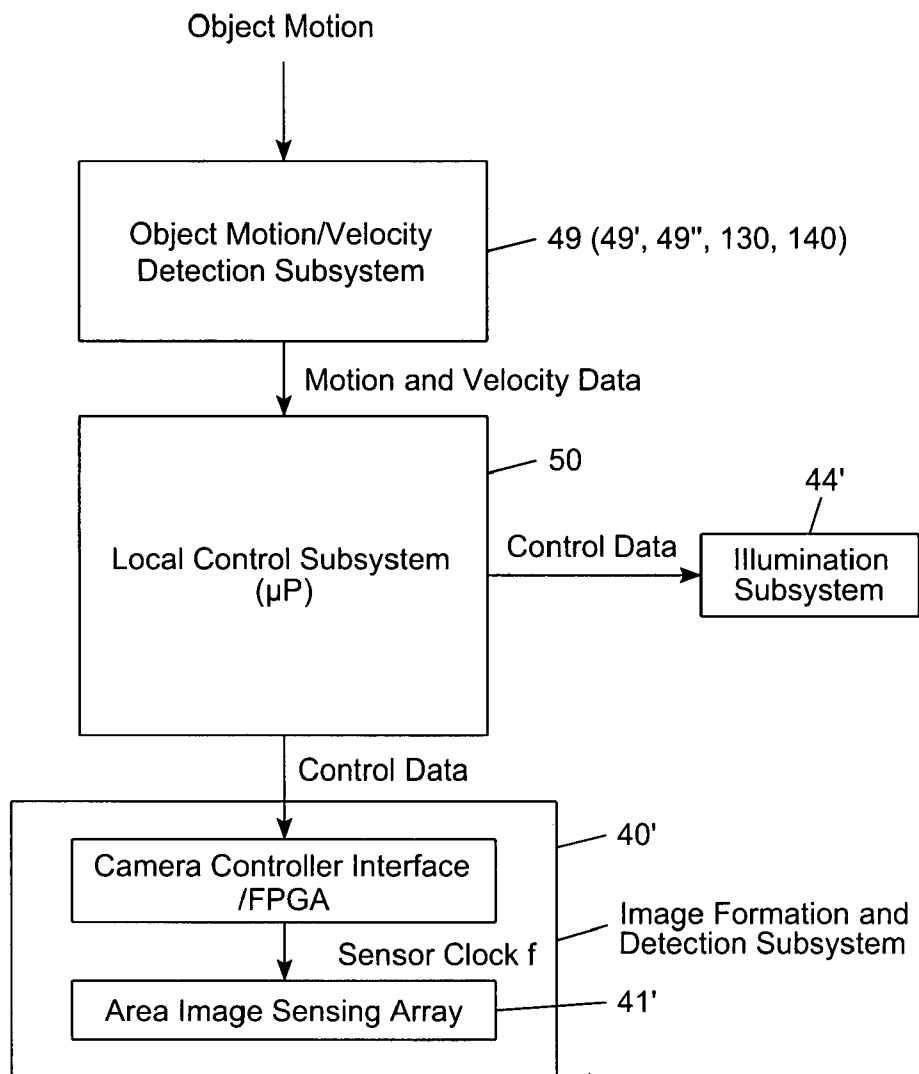 Object Motion
Object Motion/Velocity
Detection Subsystem
49 (49', 49", 130, 140)
Motion and Velocity Data
50
44'
Local Control Subsystem
(µP)
Control Data
Illumination
Subsystem
Control Data
40'
Camera Controller Interface
/FPGA
Image Formation and
Detection Subsystem
Sensor Clock f
Area Image Sensing Array
41'